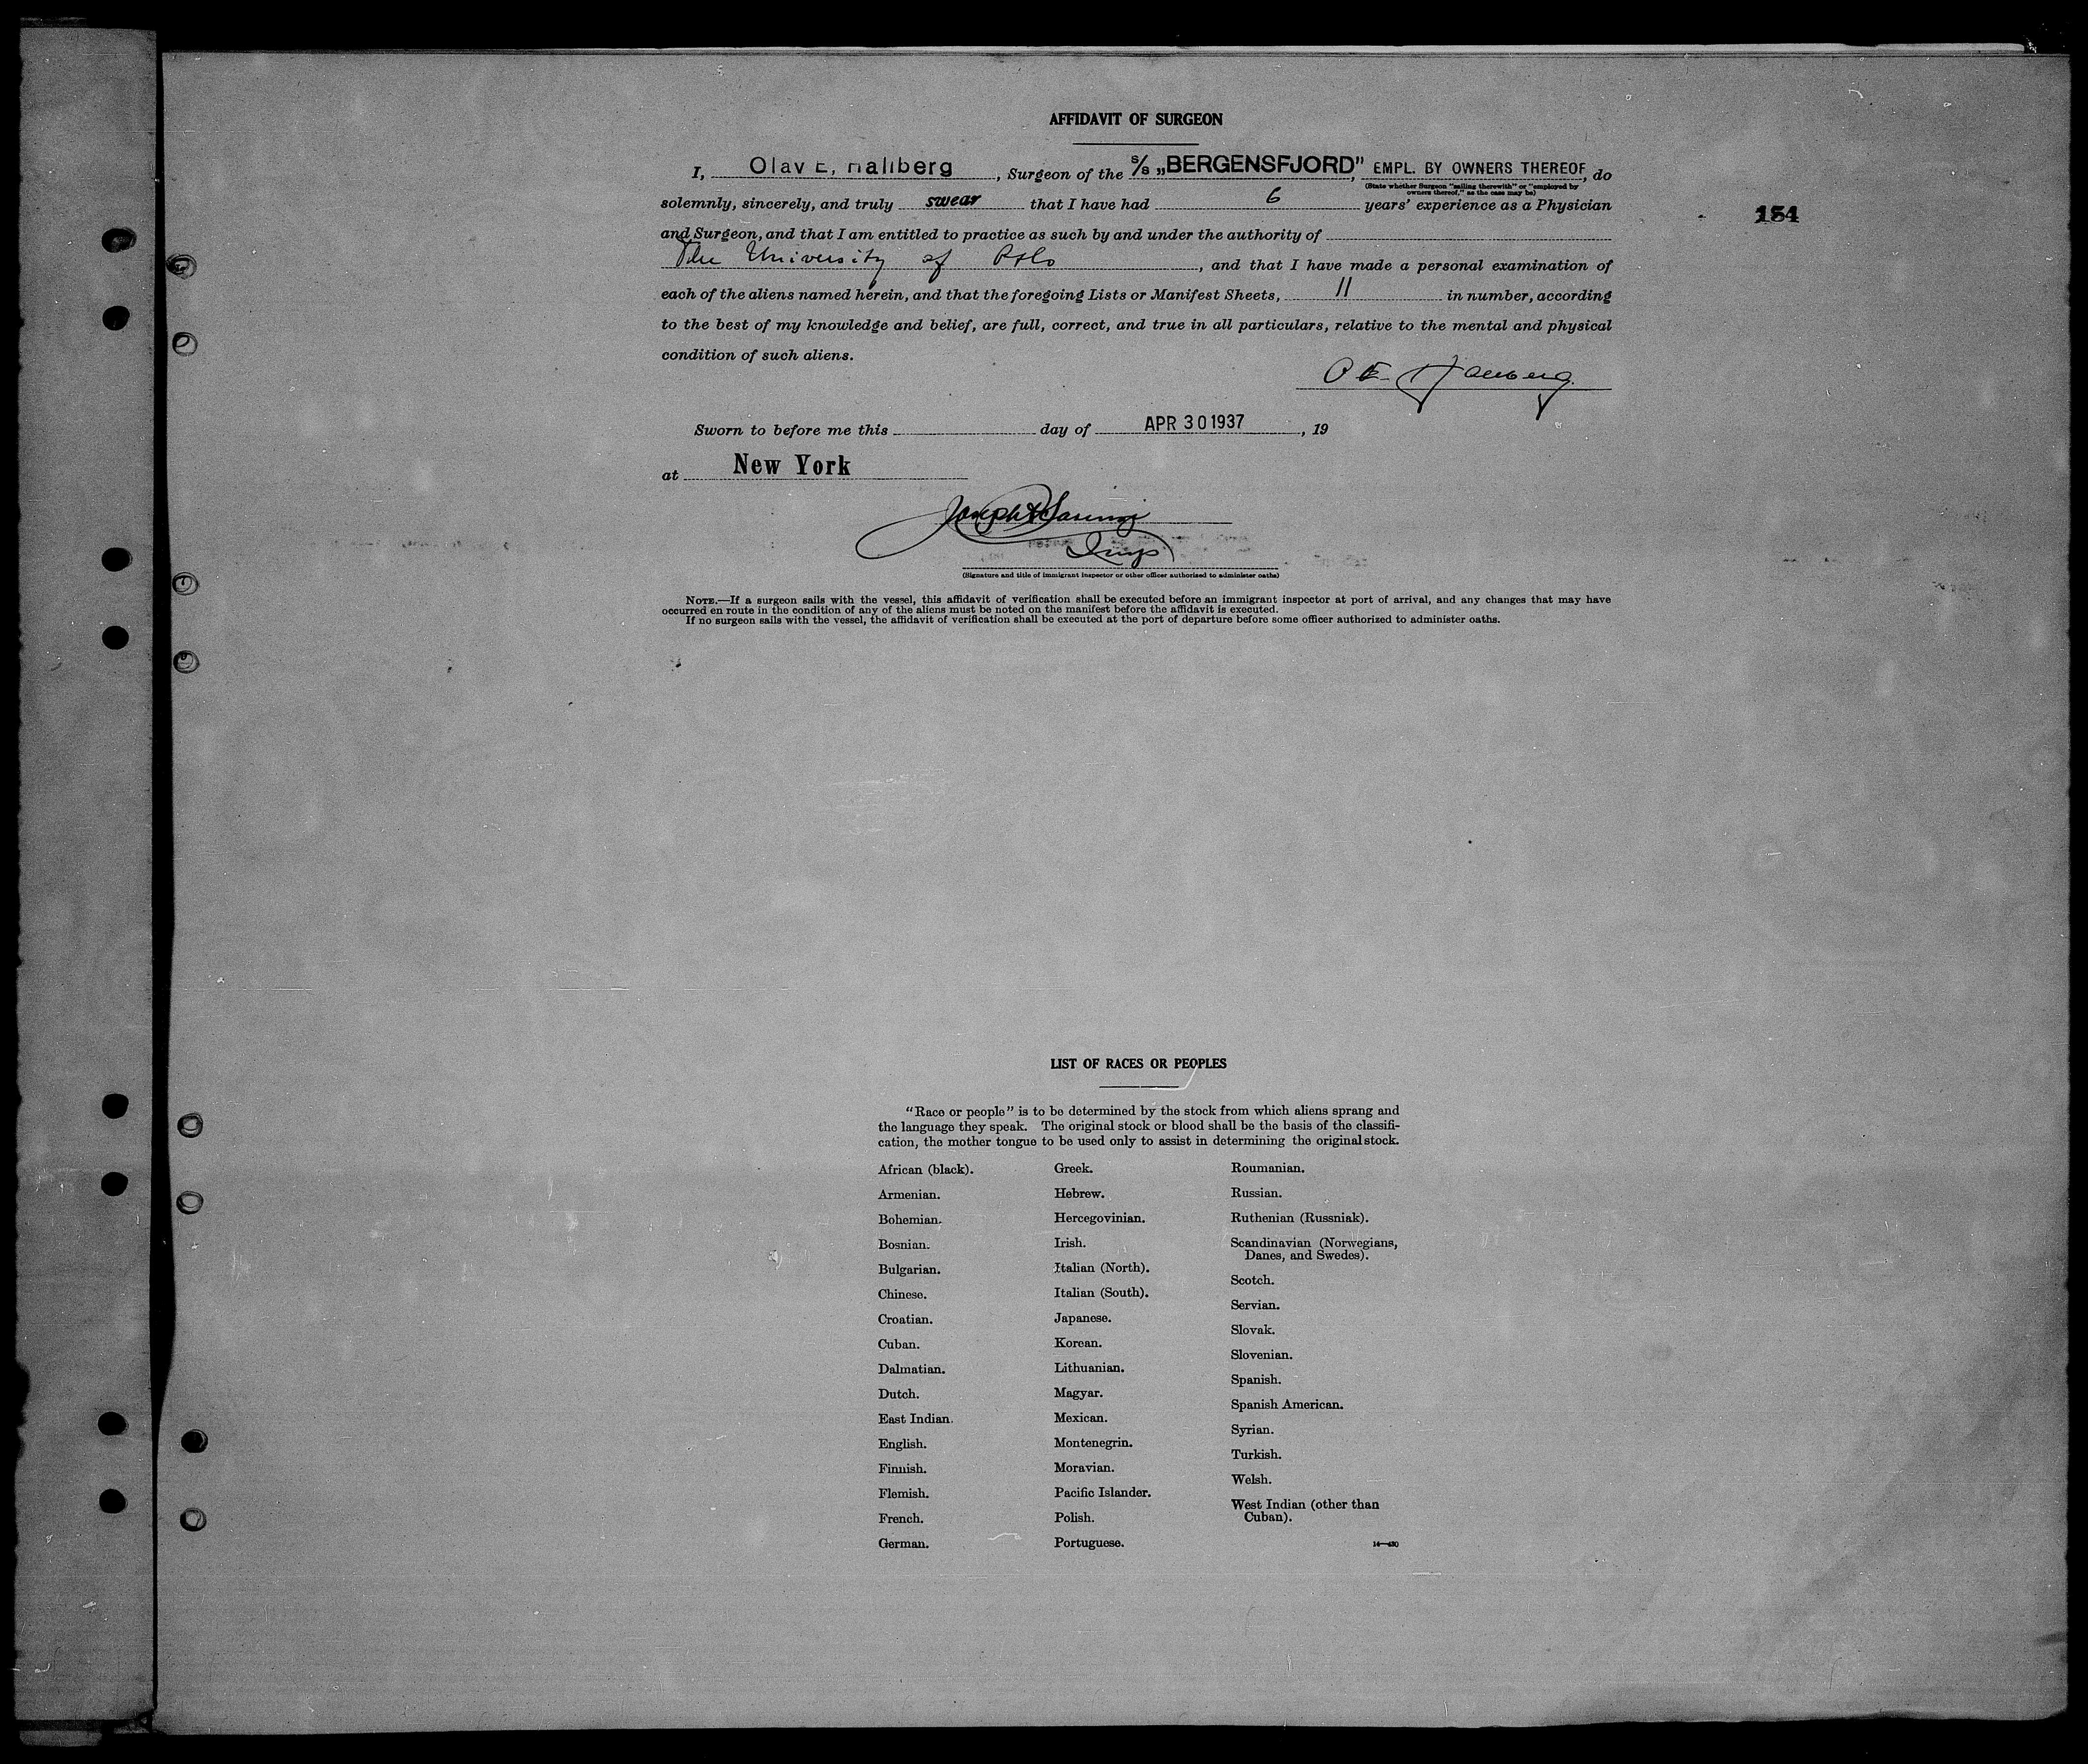 AFFIDAVIT OF SURGEON
I, Olav E. Hallberg, Surgeon of the S/S „BERGENSFJORD”, EMPL. BY OWNERS THEREOF, do
(State whether Surgeon "sailing therewith" or "employed by
owners thereof," as the case may be)
solemnly, sincerely, and truly swear that I have had 6 years' experience as a Physician
154
and Surgeon, and that I am entitled to practice as such by and under the authority of
The University of Oslo, and that I have made a personal examination of
each of the aliens named herein, and that the foregoing Lists or Manifest Sheets, 11 in number, according
to the best of my knowledge and belief, are full, correct, and true in all particulars, relative to the mental and physical
condition of such aliens.
O E Hallberg.
Sworn to before me this day of APR 30 1937, 19
at New York
Joseph
Insp
(Signature and title of immigrant inspector or other officer authorized to administer oaths)
NOTE.—If a surgeon sails with the vessel, this affidavit of verification shall be executed before an immigrant inspector at port of arrival, and any changes that may have
occurred en route in the condition of any of the aliens must be noted on the manifest before the affidavit is executed.
If no surgeon sails with the vessel, the affidavit of verification shall be executed at the port of departure before some officer authorized to administer oaths.
LIST OF RACES OR PEOPLES
"Race or people" is to be determined by the stock from which aliens sprang and
the language they speak. The original stock or blood shall be the basis of the classifi-
cation, the mother tongue to be used only to assist in determining the original stock.
African (black).
Armenian.
Bohemian.
Bosnian.
Bulgarian.
Chinese.
Croatian.
Cuban.
Dalmatian.
Dutch.
East Indian.
English.
Finnish.
Flemish.
French.
German.
Greek.
Hebrew.
Hercegovinian.
Irish.
Italian (North).
Italian (South).
Japanese.
Korean.
Lithuanian.
Magyar.
Mexican.
Montenegrin.
Moravian.
Pacific Islander.
Polish.
Portuguese.
Roumanian.
Russian.
Ruthenian (Russniak).
Scandinavian (Norwegians,
Danes, and Swedes).
Scotch.
Servian.
Slovak.
Slovenian.
Spanish.
Spanish American.
Syrian.
Turkish.
Welsh.
West Indian (other than
Cuban).
14—430